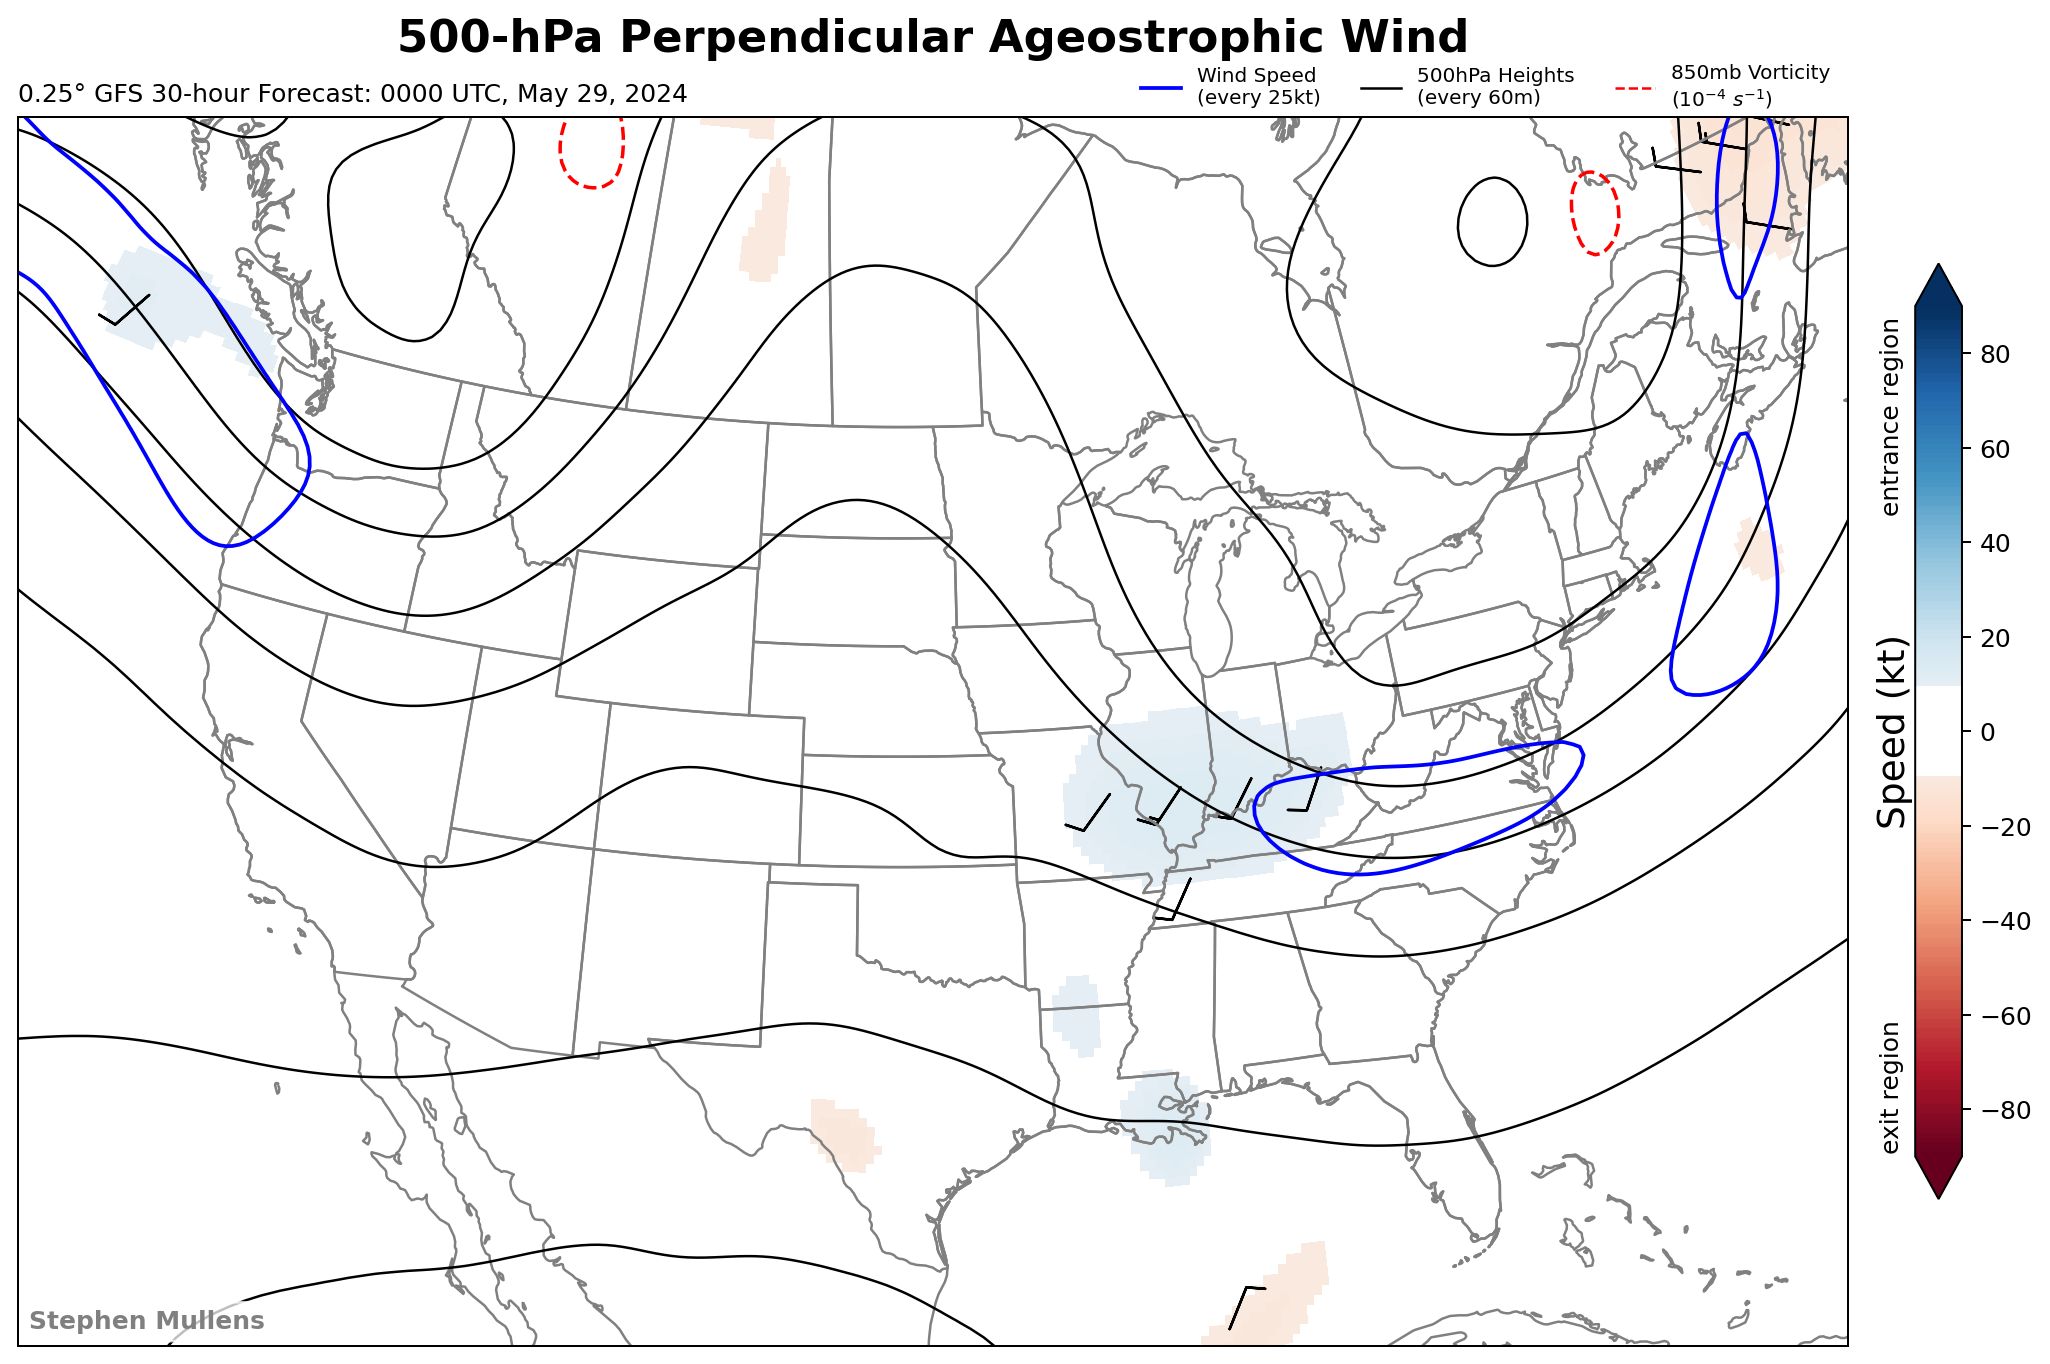 500-hPa Perpendicular Ageostrophic Wind
0.25° GFS 30-hour Forecast: 0000 UTC, May 29, 2024
Wind Speed
(every 25kt)
500hPa Heights
(every 60m)
850mb Vorticity
(10⁻⁴ s⁻¹)
entrance region
Speed (kt)
exit region
80
60
40
20
0
−20
−40
−60
−80
Stephen Mullens